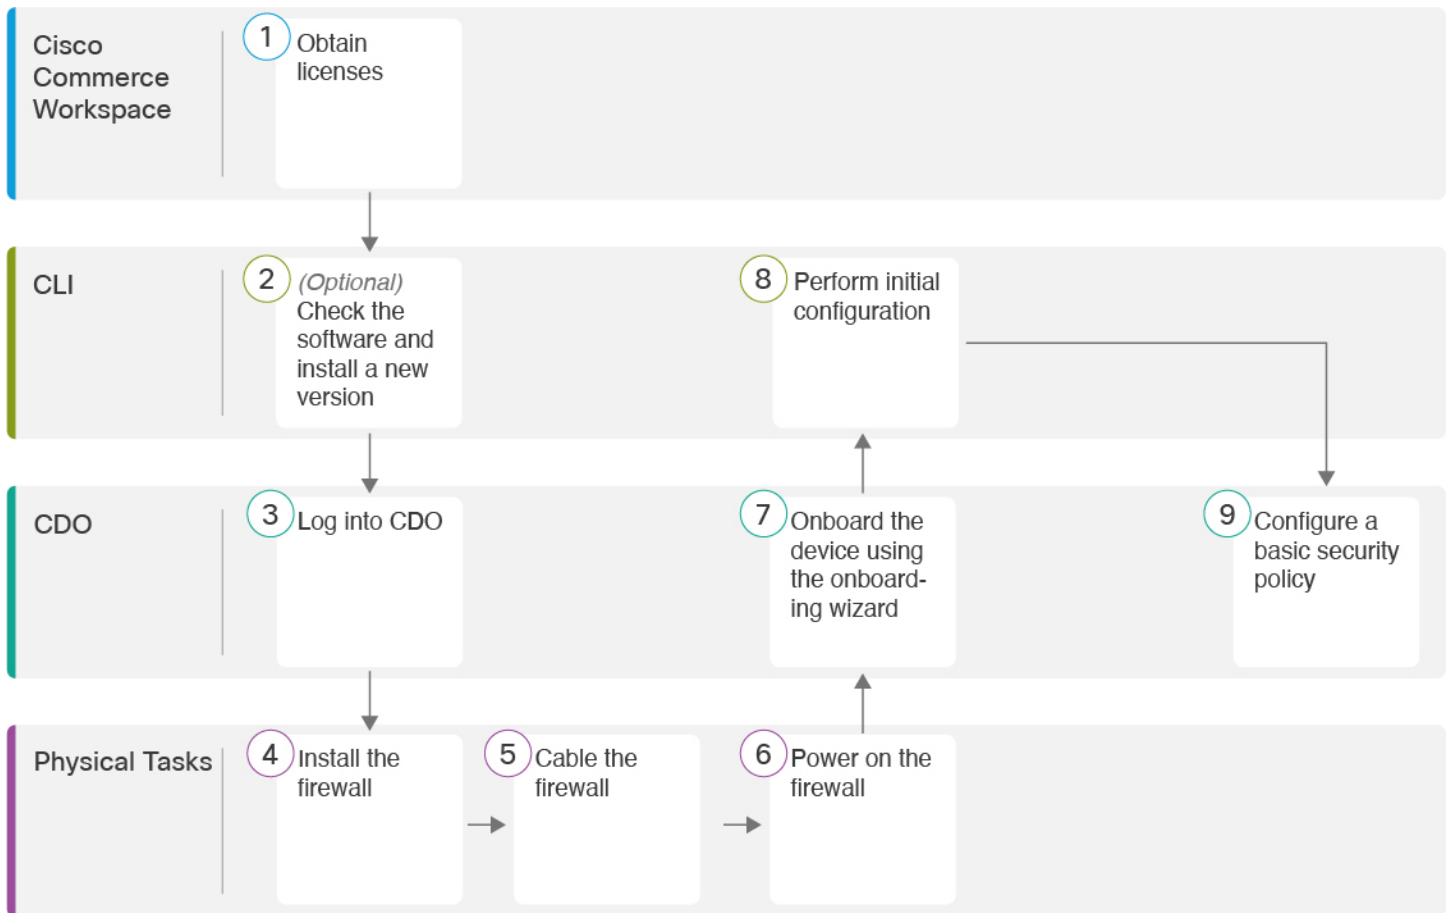 Cisco
Commerce
Workspace
1
Obtain
licenses
CLI
2
(Optional)
Check the
software and
install a new
version
8
Perform initial
configuration
CDO
3
Log into CDO
7
Onboard the
device using
the onboard-
ing wizard
9
Configure a
basic security
policy
Physical Tasks
4
Install the
firewall
5
Cable the
firewall
6
Power on the
firewall